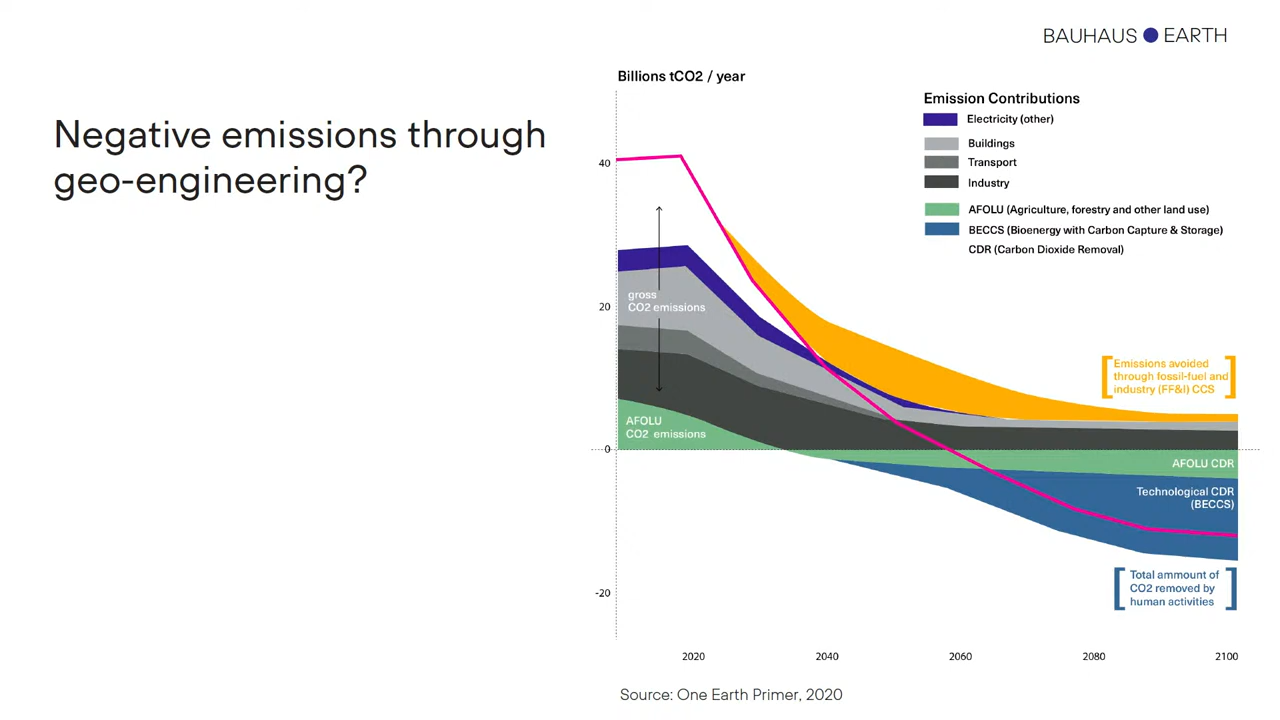 BAUHAUS EARTH
Negative emissions through
geo-engineering?
Billions tCO2 / year
Emission Contributions
Electricity (other)
Buildings
Transport
Industry
AFOLU (Agriculture, forestry and other land use)
BECCS (Bioenergy with Carbon Capture & Storage)
CDR (Carbon Dioxide Removal)
40
20
0
-20
gross
CO2 emissions
AFOLU
CO2 emissions
Emissions avoided
through fossil-fuel and
industry (FF&I) CCS
AFOLU CDR
Technological CDR
(BECCS)
Total ammount of
CO2 removed by
human activities
2020 2040 2060 2080 2100
Source: One Earth Primer, 2020